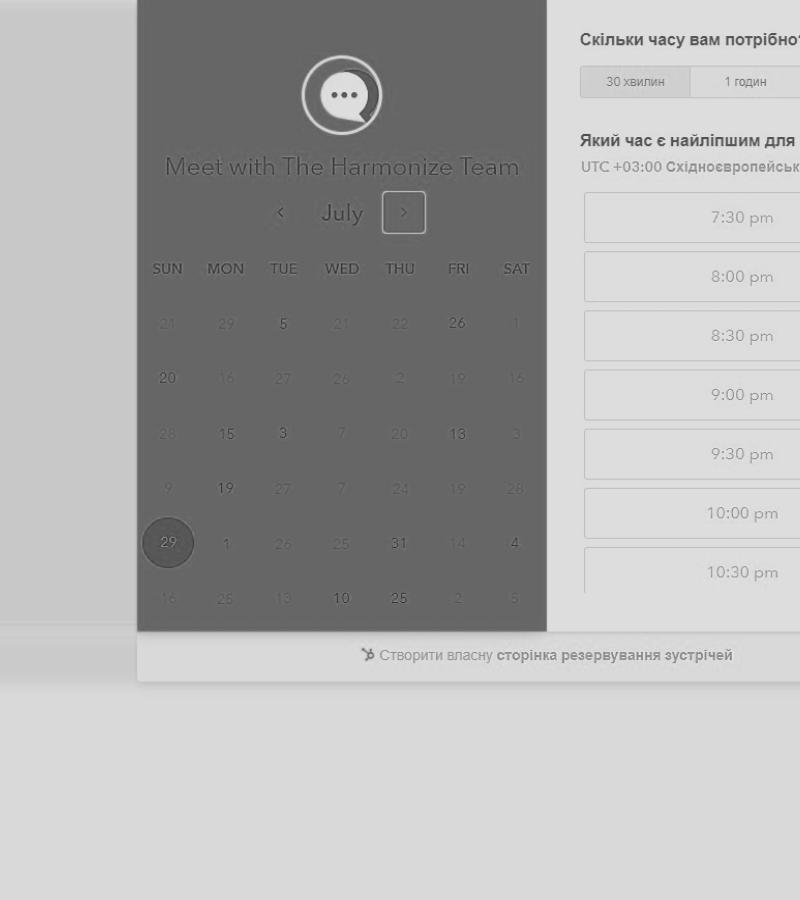 Meet with The Harmonize Team
July
SUN MON TUE WED THU FRI SAT
21 29 5 21 22 26 1
20 16 27 26 2 19 16
28 15 3 7 20 13 3
9 19 27 7 24 19 28
29 1 26 25 31 14 4
16 25 13 10 25 2 5
Скільки часу вам потрібно?
30 хвилин 1 годин
Який час є найліпшим для
UTC +03:00 Східноєвропейськ
7:30 pm
8:00 pm
8:30 pm
9:00 pm
9:30 pm
10:00 pm
10:30 pm
Створити власну сторінка резервування зустрічей